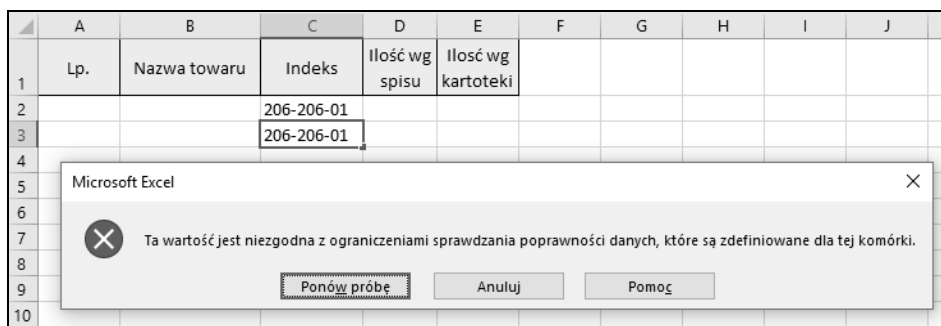 A B C D E F G H I J
1 Lp. Nazwa towaru Indeks Ilość wg spisu Ilosć wg kartoteki
2 206-206-01
3 206-206-01
4
5
6
7
8
9
10
Microsoft Excel
Ta wartość jest niezgodna z ograniczeniami sprawdzania poprawności danych, które są zdefiniowane dla tej komórki.
Ponów próbę Anuluj Pomoc